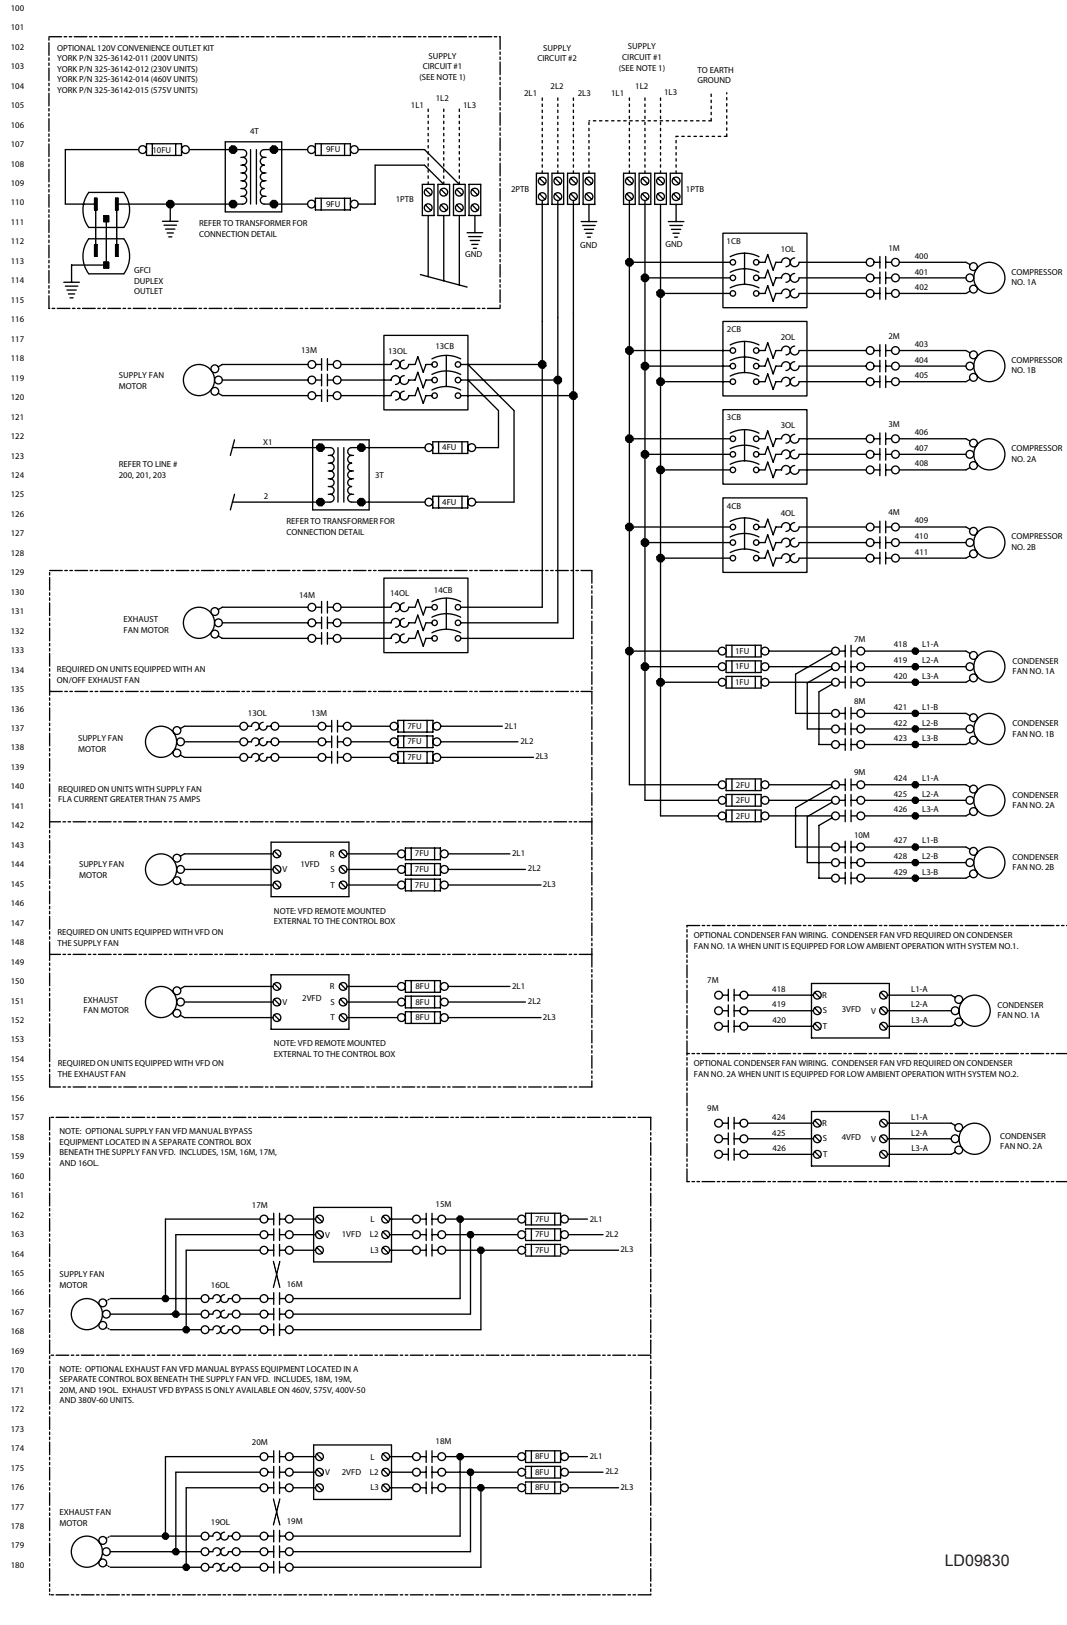 100
101
102
103
104
105
106
107
108
109
110
111
112
113
114
115
116
117
118
119
120
121
122
123
124
125
126
127
128
129
130
131
132
133
134
135
136
137
138
139
140
141
142
143
144
145
146
147
148
149
150
151
152
153
154
155
156
157
158
159
160
161
162
163
164
165
166
167
168
169
170
171
172
173
174
175
176
177
178
179
180
OPTIONAL 120V CONVENIENCE OUTLET KIT
YORK P/N 325-36142-011 (200V UNITS)
YORK P/N 325-36142-012 (230V UNITS)
YORK P/N 325-36142-014 (460V UNITS)
YORK P/N 325-36142-015 (575V UNITS)
SUPPLY
CIRCUIT #1
(SEE NOTE 1)
1L1
1L2
1L3
4T
10FU
9FU
9FU
1PTB
GND
REFER TO TRANSFORMER FOR
CONNECTION DETAIL
GFCI
DUPLEX
OUTLET
SUPPLY
CIRCUIT #2
2L1
2L2
2L3
SUPPLY
CIRCUIT #1
(SEE NOTE 1)
1L1
1L2
1L3
TO EARTH
GROUND
2PTB
GND
1PTB
GND
SUPPLY FAN
MOTOR
13M
13OL
13CB
X1
2
REFER TO LINE #
200, 201, 203
3T
4FU
4FU
REFER TO TRANSFORMER FOR
CONNECTION DETAIL
EXHAUST
FAN MOTOR
14M
14OL
14CB
REQUIRED ON UNITS EQUIPPED WITH AN
ON/OFF EXHAUST FAN
SUPPLY FAN
MOTOR
13OL
13M
7FU
7FU
7FU
2L1
2L2
2L3
REQUIRED ON UNITS WITH SUPPLY FAN
FLA CURRENT GREATER THAN 75 AMPS
SUPPLY FAN
MOTOR
V
1VFD
R
S
T
7FU
7FU
7FU
2L1
2L2
2L3
NOTE: VFD REMOTE MOUNTED
EXTERNAL TO THE CONTROL BOX
REQUIRED ON UNITS EQUIPPED WITH VFD ON
THE SUPPLY FAN
EXHAUST
FAN MOTOR
V
2VFD
R
S
T
8FU
8FU
8FU
2L1
2L2
2L3
NOTE: VFD REMOTE MOUNTED
EXTERNAL TO THE CONTROL BOX
REQUIRED ON UNITS EQUIPPED WITH VFD ON
THE EXHAUST FAN
NOTE: OPTIONAL SUPPLY FAN VFD MANUAL BYPASS
EQUIPMENT LOCATED IN A SEPARATE CONTROL BOX
BENEATH THE SUPPLY FAN VFD. INCLUDES, 15M, 16M, 17M,
AND 16OL.
17M
V
1VFD
L
L2
L3
15M
7FU
7FU
7FU
2L1
2L2
2L3
SUPPLY FAN
MOTOR
16OL
16M
NOTE: OPTIONAL EXHAUST FAN VFD MANUAL BYPASS EQUIPMENT LOCATED IN A
SEPARATE CONTROL BOX BENEATH THE SUPPLY FAN VFD. INCLUDES, 18M, 19M,
20M, AND 19OL. EXHAUST VFD BYPASS IS ONLY AVAILABLE ON 460V, 575V, 400V-50
AND 380V-60 UNITS.
20M
V
2VFD
L
L2
L3
18M
8FU
8FU
8FU
2L1
2L2
2L3
EXHAUST FAN
MOTOR
19OL
19M
1CB
1OL
1M
400
401
402
COMPRESSOR
NO. 1A
2CB
2OL
2M
403
404
405
COMPRESSOR
NO. 1B
3CB
3OL
3M
406
407
408
COMPRESSOR
NO. 2A
4CB
4OL
4M
409
410
411
COMPRESSOR
NO. 2B
1FU
1FU
1FU
7M
418 L1-A
419 L2-A
420 L3-A
CONDENSER
FAN NO. 1A
8M
421 L1-B
422 L2-B
423 L3-B
CONDENSER
FAN NO. 1B
2FU
2FU
2FU
9M
424 L1-A
425 L2-A
426 L3-A
CONDENSER
FAN NO. 2A
10M
427 L1-B
428 L2-B
429 L3-B
CONDENSER
FAN NO. 2B
OPTIONAL CONDENSER FAN WIRING. CONDENSER FAN VFD REQUIRED ON CONDENSER
FAN NO. 1A WHEN UNIT IS EQUIPPED FOR LOW AMBIENT OPERATION WITH SYSTEM NO.1.
7M
418
419
420
R
S
T
3VFD
V
L1-A
L2-A
L3-A
CONDENSER
FAN NO. 1A
OPTIONAL CONDENSER FAN WIRING. CONDENSER FAN VFD REQUIRED ON CONDENSER
FAN NO. 2A WHEN UNIT IS EQUIPPED FOR LOW AMBIENT OPERATION WITH SYSTEM NO.2.
9M
424
425
426
R
S
T
4VFD
V
L1-A
L2-A
L3-A
CONDENSER
FAN NO. 2A
LD09830